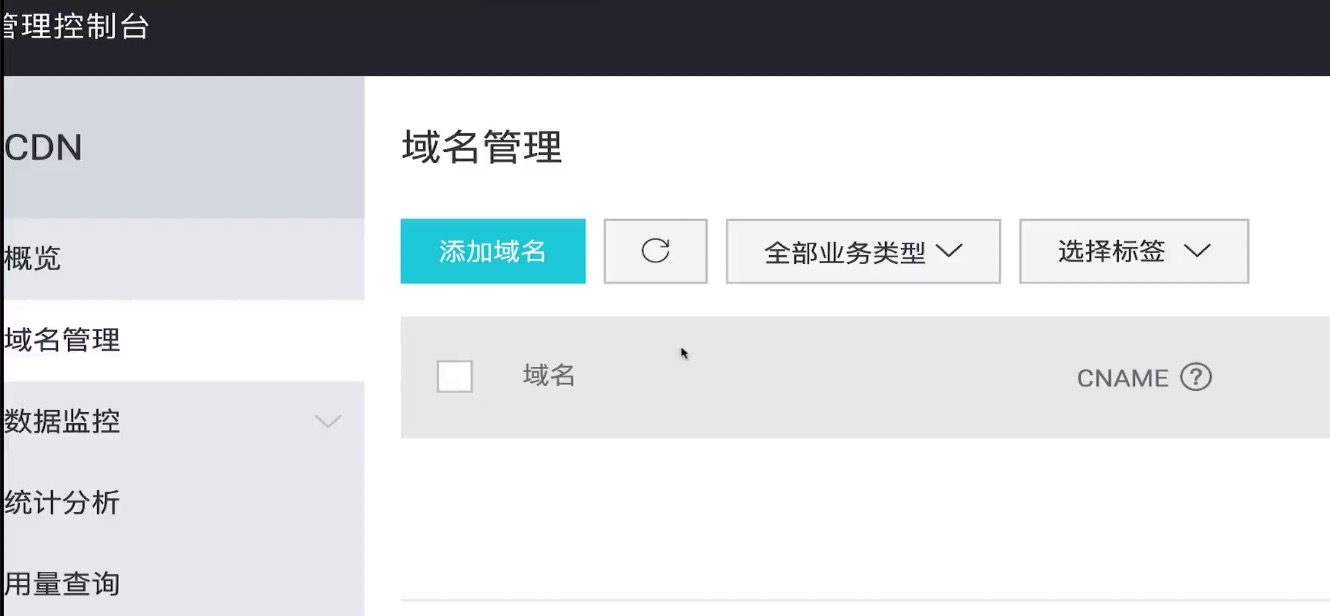 管理控制台
CDN
概览
域名管理
数据监控
统计分析
用量查询
域名管理
添加域名
全部业务类型
选择标签
域名
CNAME ?